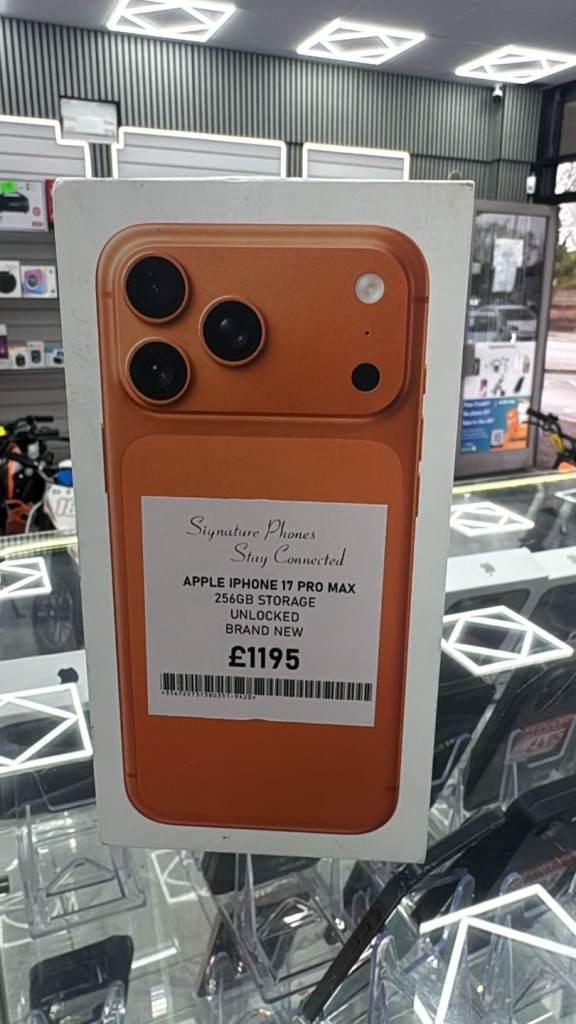 Signature Phones
Stay Connected
APPLE IPHONE 17 PRO MAX
256GB STORAGE
UNLOCKED
BRAND NEW
£1195